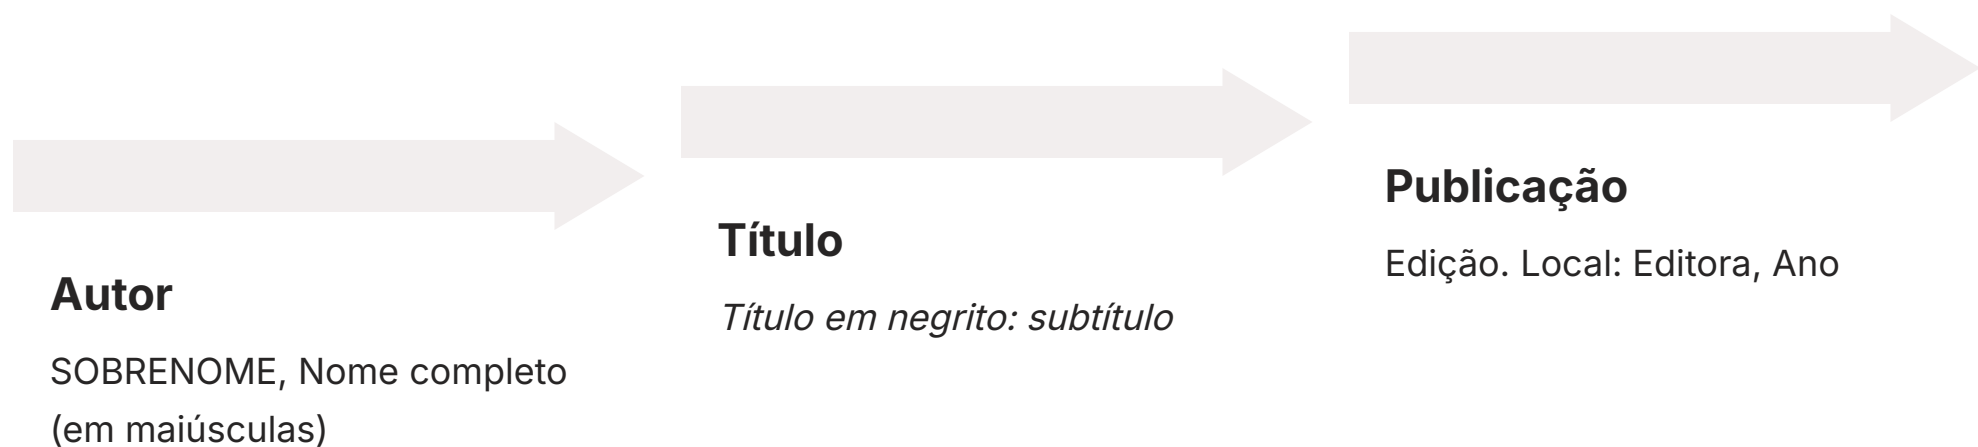 Autor
SOBRENOME, Nome completo
(em maiúsculas)
Título
Título em negrito: subtítulo
Publicação
Edição. Local: Editora, Ano